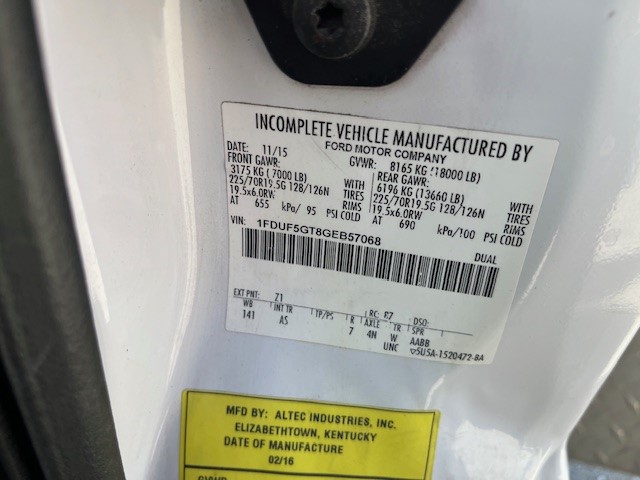 INCOMPLETE VEHICLE MANUFACTURED BY
FORD MOTOR COMPANY
DATE: 11/15 GVWR: 8165 KG (18000 LB)
FRONT GAWR: REAR GAWR:
3175 KG (7000 LB) WITH 6196 KG (13660 LB) WITH
225/70R19.5G 128/126N TIRES 225/70R19.5G 128/126N TIRES
19.5x6.0RW RIMS 19.5x6.0RW RIMS
AT 655 kPa/ 95 PSI COLD AT 690 kPa/100 PSI COLD
VIN: 1FDUF5GT8GEB57068 DUAL
EXT PNT: Z1 RC: DSO:
WB INT TR TP/PS R AXLE TR SPR
141 AS 7 4N W AABB
UNC 5U5A-1520472-BA
MFD BY: ALTEC INDUSTRIES, INC.
ELIZABETHTOWN, KENTUCKY
DATE OF MANUFACTURE
02/16
GVWR